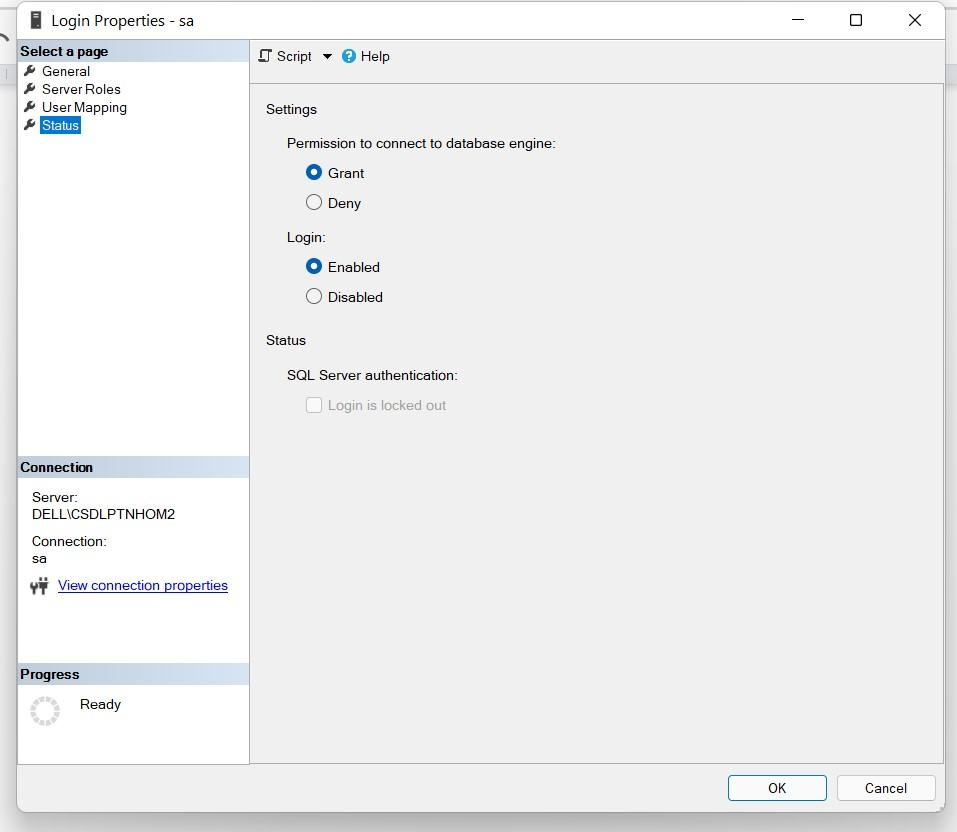 Login Properties - sa
Select a page
General
Server Roles
User Mapping
Status
Script
Help
Settings
Permission to connect to database engine:
Grant
Deny
Login:
Enabled
Disabled
Status
SQL Server authentication:
Login is locked out
Connection
Server:
DELL\CSDLPTNHOM2
Connection:
sa
View connection properties
Progress
Ready
OK
Cancel